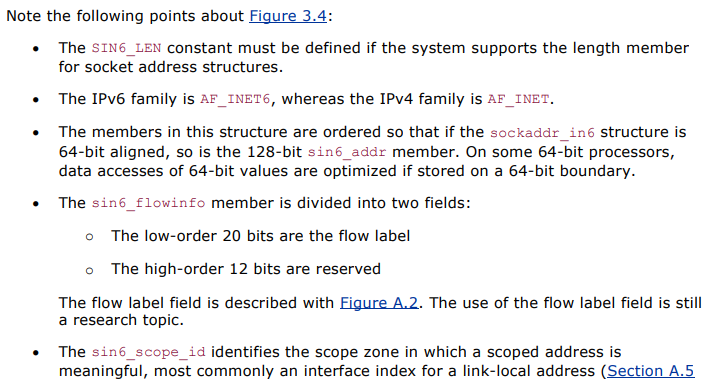 Note the following points about Figure 3.4:
• The SIN6_LEN constant must be defined if the system supports the length member
for socket address structures.
• The IPv6 family is AF_INET6, whereas the IPv4 family is AF_INET.
• The members in this structure are ordered so that if the sockaddr_in6 structure is
64-bit aligned, so is the 128-bit sin6_addr member. On some 64-bit processors,
data accesses of 64-bit values are optimized if stored on a 64-bit boundary.
• The sin6_flowinfo member is divided into two fields:
o The low-order 20 bits are the flow label
o The high-order 12 bits are reserved
The flow label field is described with Figure A.2. The use of the flow label field is still
a research topic.
• The sin6_scope_id identifies the scope zone in which a scoped address is
meaningful, most commonly an interface index for a link-local address (Section A.5